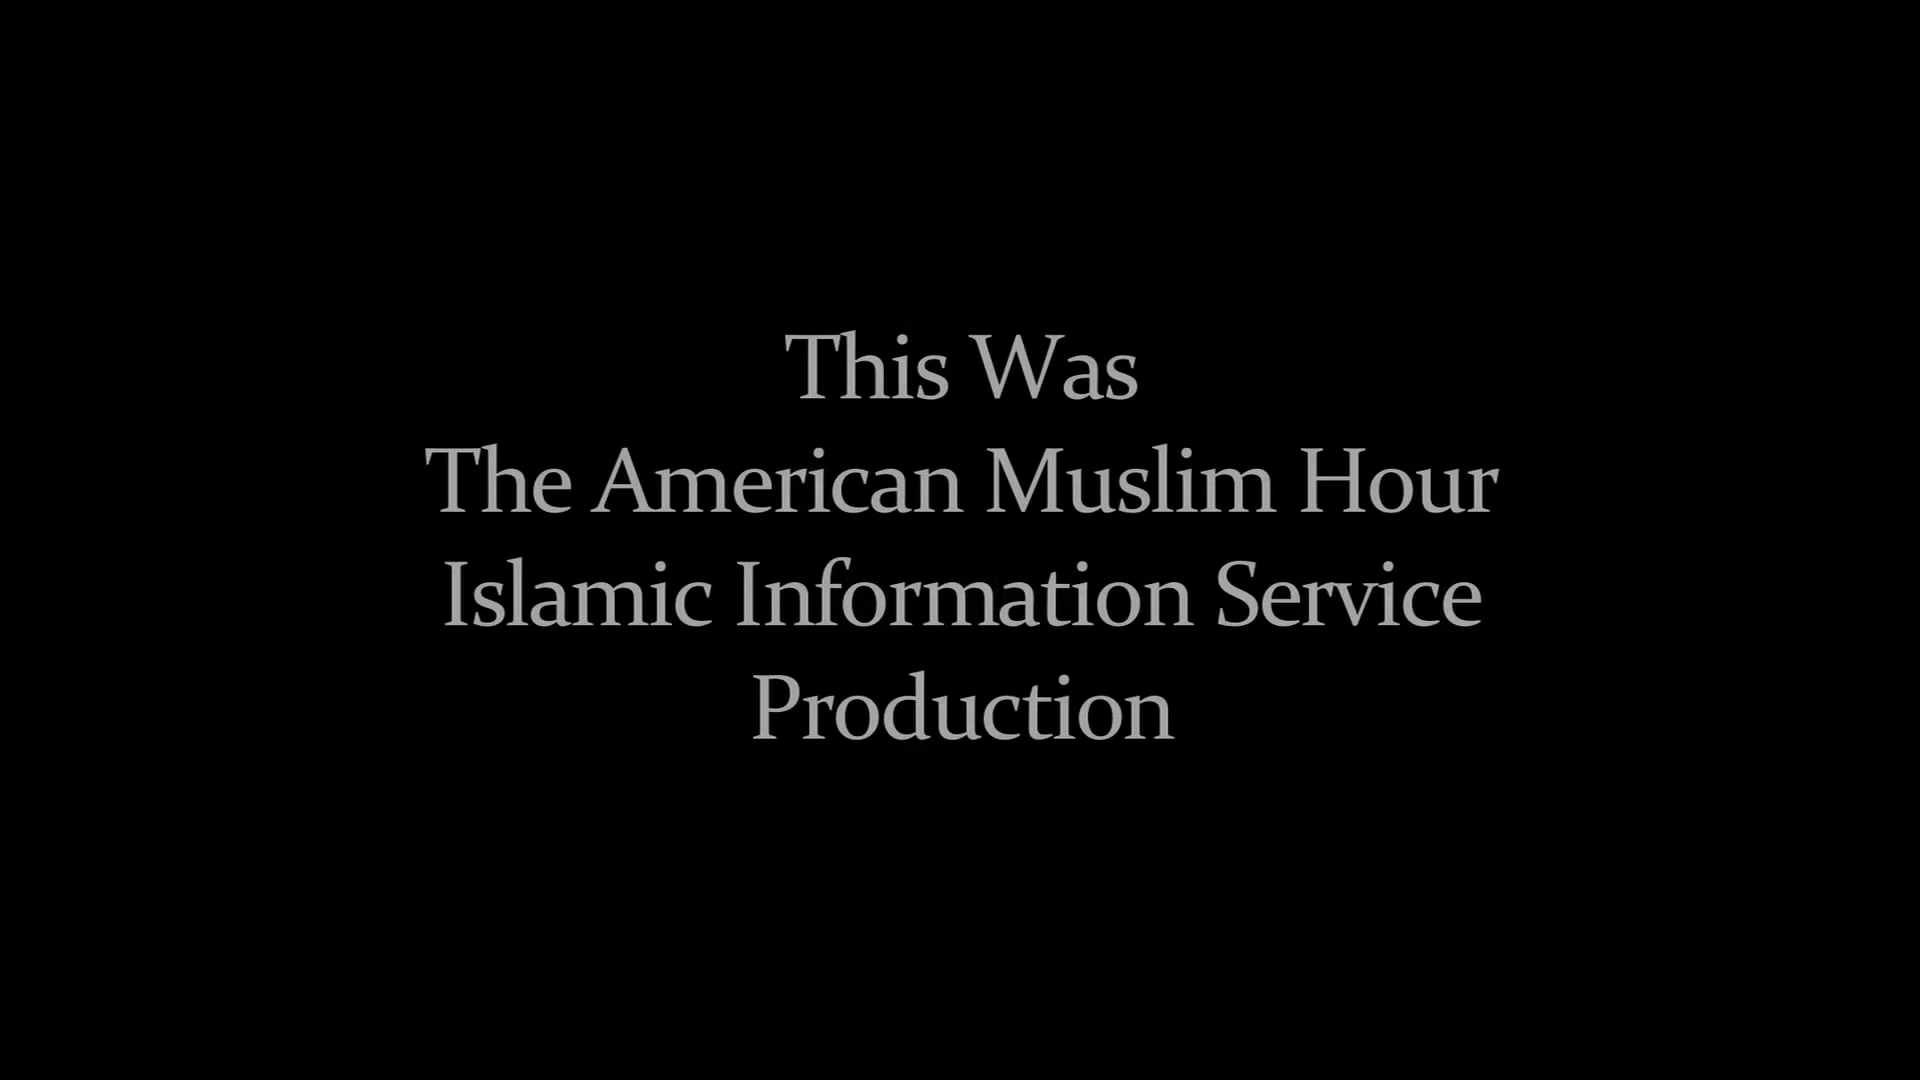 This Was
The American Muslim Hour
Islamic Information Service
Production